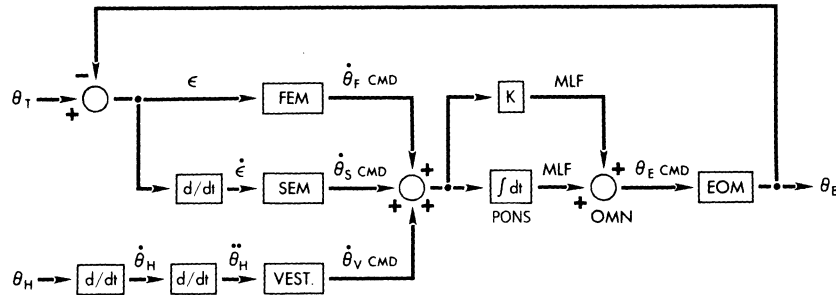 −
θT
+
ϵ
FEM
θ̇F CMD
K
MLF
d/dt
ϵ̇
SEM
θ̇S CMD
+
+ +
∫ dt
PONS
MLF
+
+
OMN
θE CMD
EOM
θE
θH
d/dt
θ̇H
d/dt
θ̈H
VEST.
θ̇V CMD